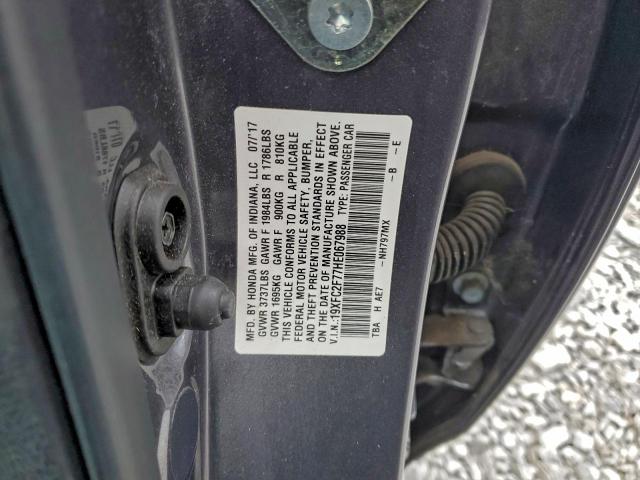 MFD. BY HONDA MFG. OF INDIANA, LLC 07/17
GVWR 3737LBS GAWR F 1984LBS R 1786LBS
GVWR 1695KG GAWR F 900KG R 810KG
THIS VEHICLE CONFORMS TO ALL APPLICABLE
FEDERAL MOTOR VEHICLE SAFETY, BUMPER,
AND THEFT PREVENTION STANDARDS IN EFFECT
ON THE DATE OF MANUFACTURE SHOWN ABOVE.
V.I.N.:19XFC2F77HE067988 TYPE: PASSENGER CAR
TBA H AE7 -NH797MX -B -E